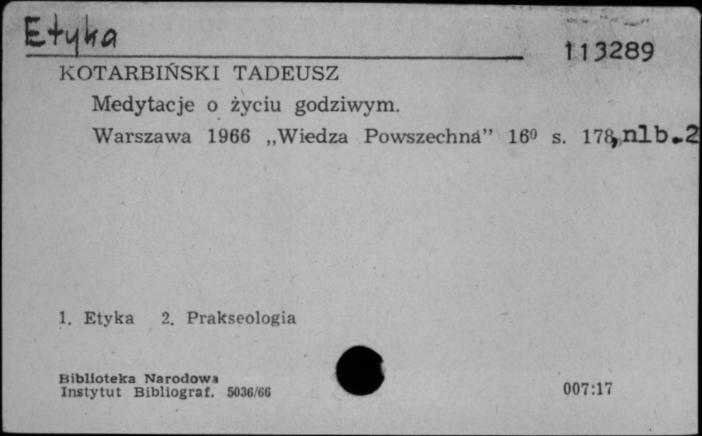 Etyka
113289
KOTARBIŃSKI TADEUSZ
Medytacje o życiu godziwym.
Warszawa 1966 „Wiedza Powszechna” 16⁰ s. 178, nlb. 2
1. Etyka 2. Prakseologia
Biblioteka Narodowa
Instytut Bibliograf. 5036/66
007:17